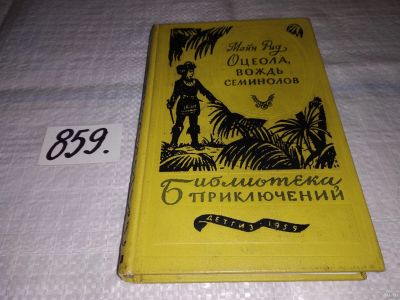 859.
Майн Рид
Оцеола,
вождь
семинолов
Библиотека
приключений
Детгиз 1959